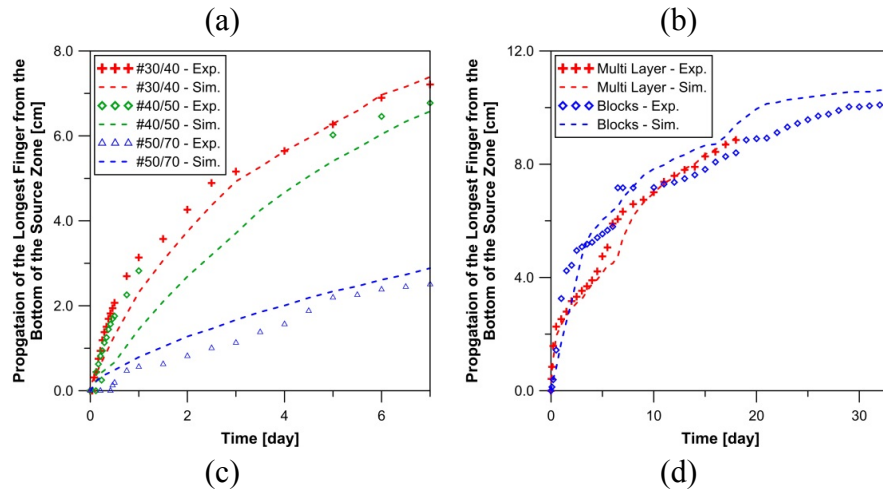 (a)
(b)
8.0
6.0
4.0
2.0
0.0
Propgataion of the Longest Finger from the
Bottom of the Source Zone [cm]
#30/40 - Exp.
#30/40 - Sim.
#40/50 - Exp.
#40/50 - Sim.
#50/70 - Exp.
#50/70 - Sim.
0
2
4
6
Time [day]
(c)
12.0
8.0
4.0
0.0
Propgataion of the Longest Finger from the
Bottom of the Source Zone [cm]
Multi Layer - Exp.
Multi Layer - Sim.
Blocks - Exp.
Blocks - Sim.
0
10
20
30
Time [day]
(d)